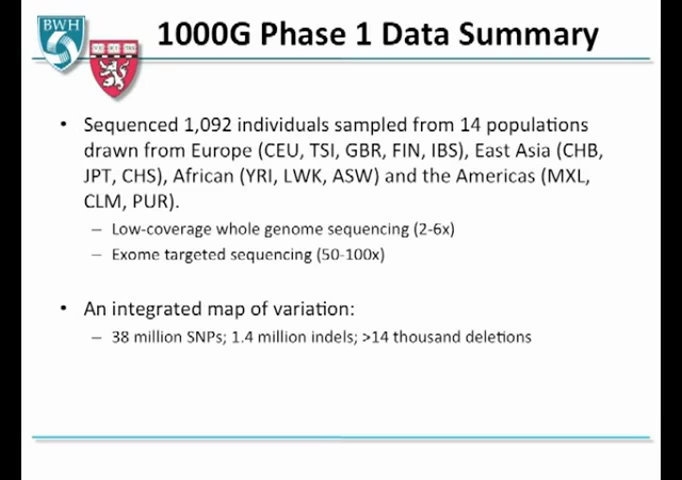 BWH
1000G Phase 1 Data Summary
• Sequenced 1,092 individuals sampled from 14 populations
drawn from Europe (CEU, TSI, GBR, FIN, IBS), East Asia (CHB,
JPT, CHS), African (YRI, LWK, ASW) and the Americas (MXL,
CLM, PUR).
– Low-coverage whole genome sequencing (2-6x)
– Exome targeted sequencing (50-100x)
• An integrated map of variation:
– 38 million SNPs; 1.4 million indels; >14 thousand deletions